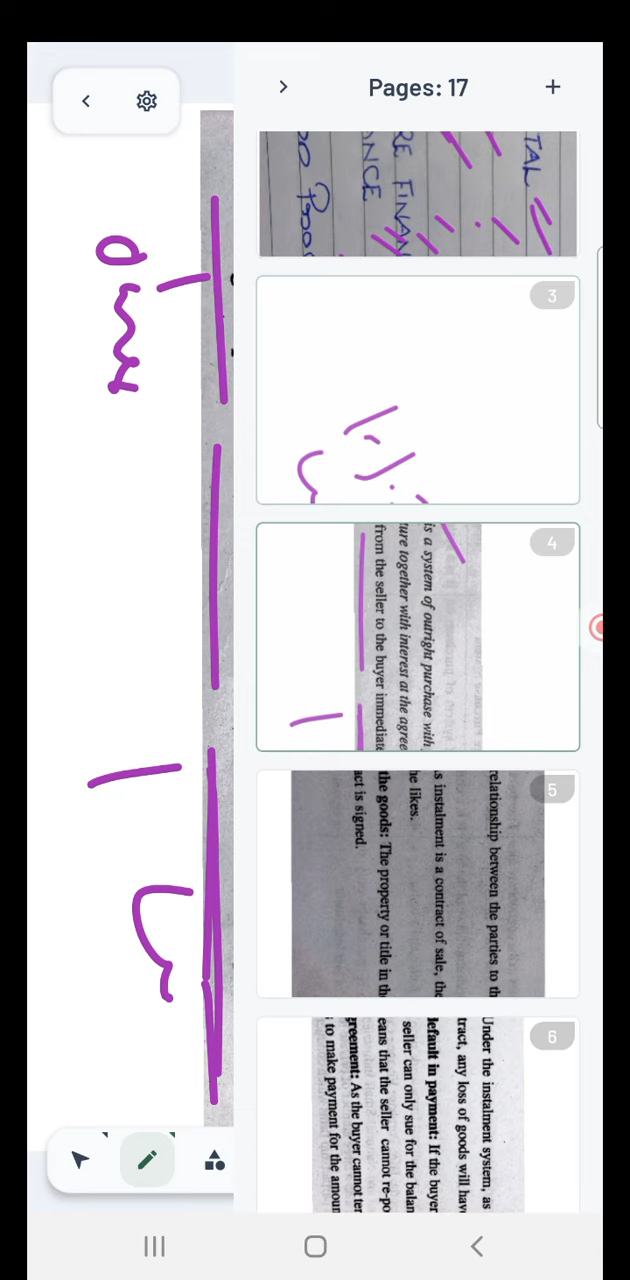 Pages: 17
TAL
RE FINAN
ANCE
3
4
is a system of outright purchase with
ture together with interest at the agree
from the seller to the buyer immediate
5
relationship between the parties to th
s instalment is a contract of sale, the
he likes.
the goods: The property or title in th
act is signed.
6
Under the instalment system, as
tract, any loss of goods will hav
default in payment: If the buyer
seller can only sue for the balan
eans that the seller cannot re-po
greement: As the buyer cannot ter
to make payment for the amoun